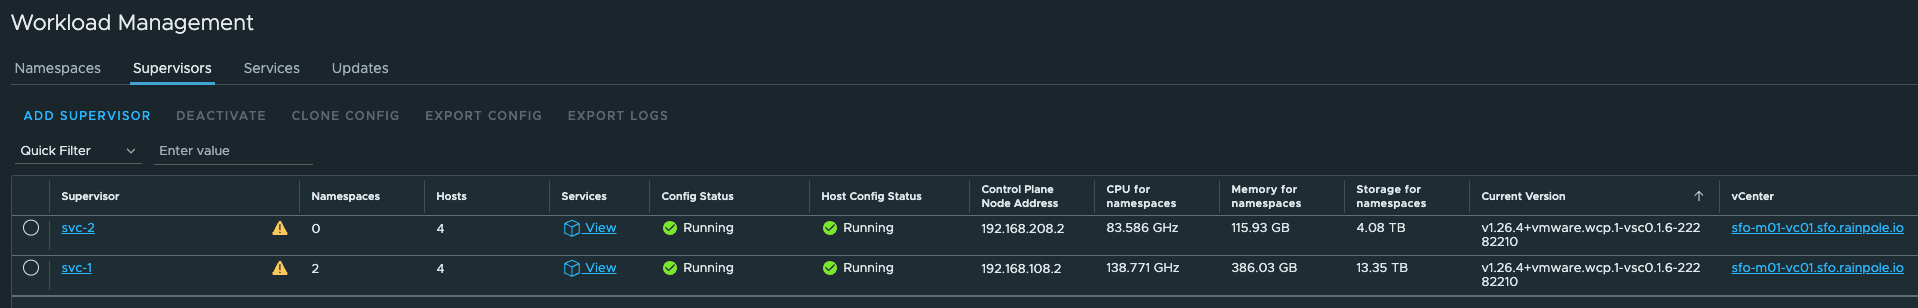 Workload Management
Namespaces Supervisors Services Updates
ADD SUPERVISOR DEACTIVATE CLONE CONFIG EXPORT CONFIG EXPORT LOGS
Quick Filter Enter value
Supervisor Namespaces Hosts Services Config Status Host Config Status Control Plane Node Address CPU for namespaces Memory for namespaces Storage for namespaces Current Version vCenter
svc-2 0 4 View Running Running 192.168.208.2 83.586 GHz 115.93 GB 4.08 TB v1.26.4+vmware.wcp.1-vsc0.1.6-222 sfo-m01-vc01.sfo.rainpole.io
82210
svc-1 2 4 View Running Running 192.168.108.2 138.771 GHz 386.03 GB 13.35 TB v1.26.4+vmware.wcp.1-vsc0.1.6-222 sfo-m01-vc01.sfo.rainpole.io
82210